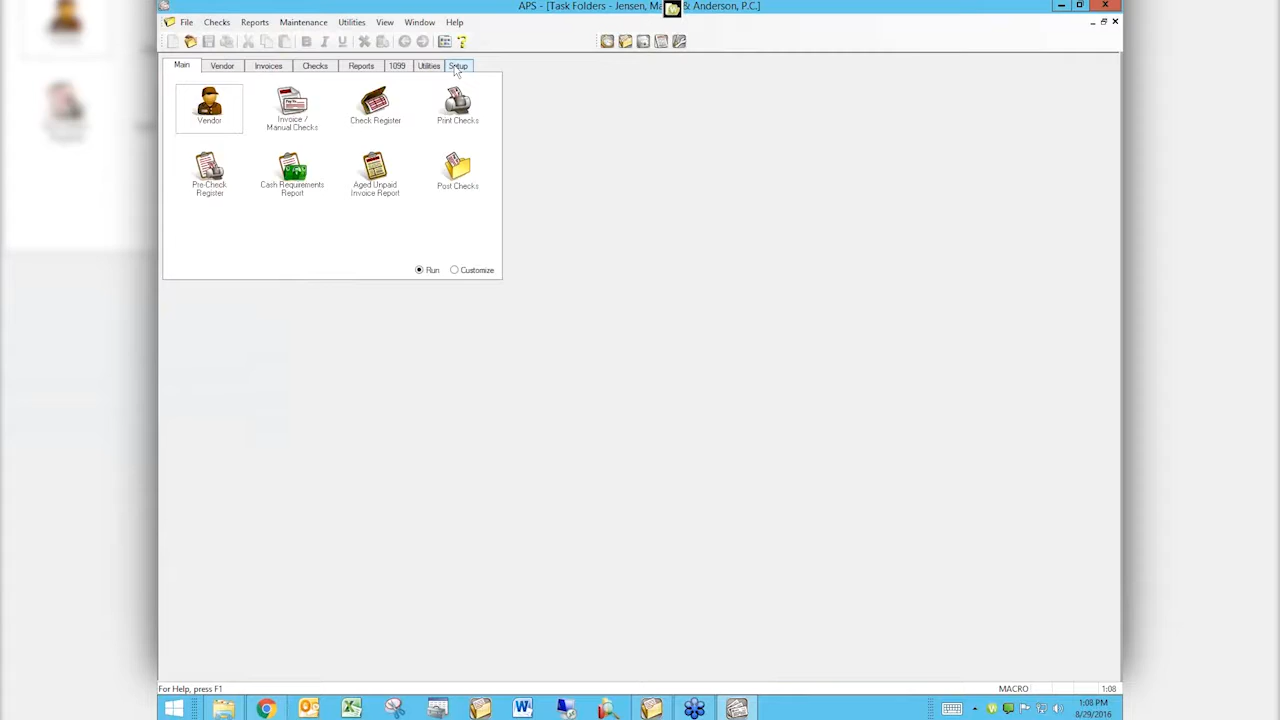 APS - [Task Folders - Jensen, Ma & Anderson, P.C.]
File Checks Reports Maintenance Utilities View Window Help
Main Vendor Invoices Checks Reports 1099 Utilities Setup
Vendor
Invoice /
Manual Checks
Check Register
Print Checks
Pre-Check
Register
Cash Requirements
Report
Aged Unpaid
Invoice Report
Post Checks
Run Customize
For Help, press F1
MACRO 1:08
1:08 PM
8/29/2016